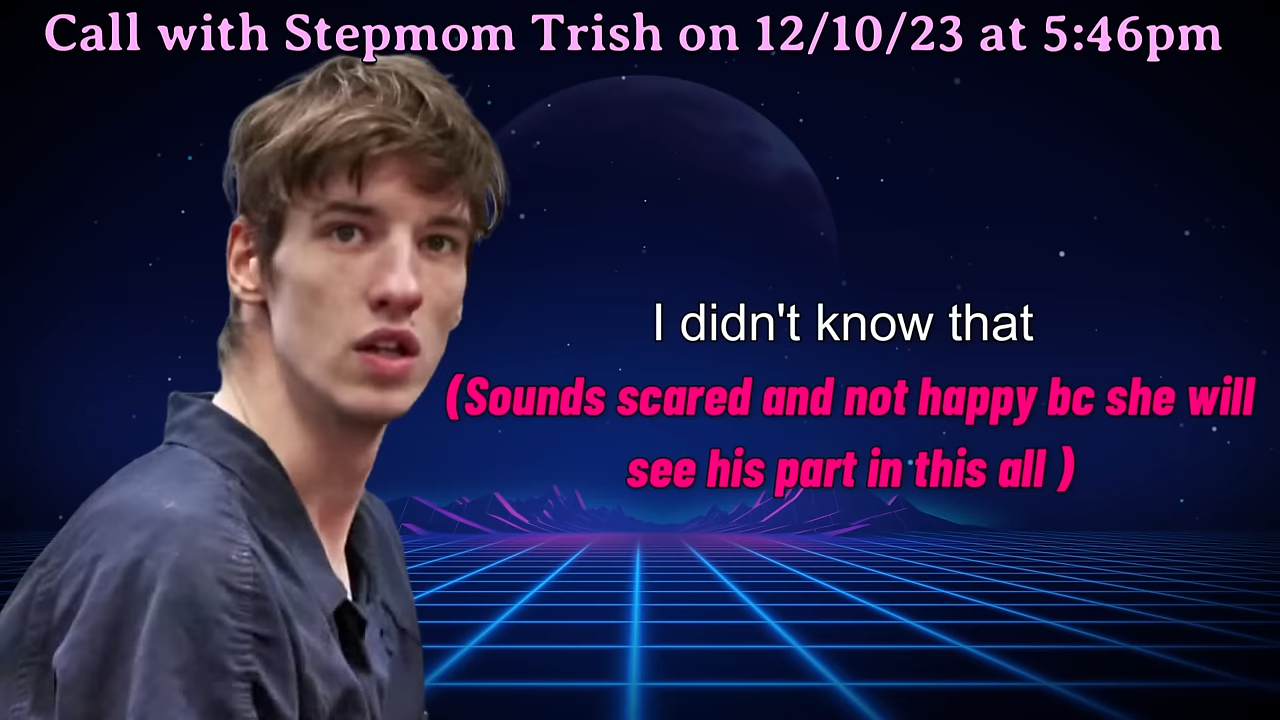 Call with Stepmom Trish on 12/10/23 at 5:46pm
I didn't know that
(Sounds scared and not happy bc she will
see his part in this all )